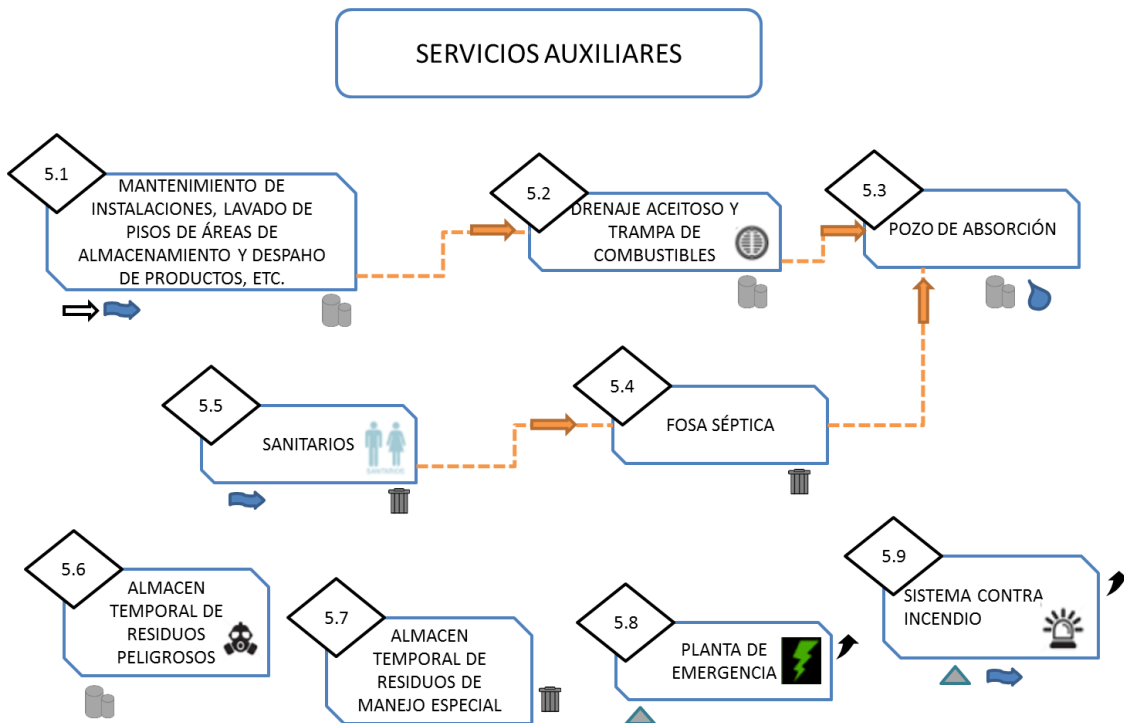 SERVICIOS AUXILIARES
5.1
MANTENIMIENTO DE
INSTALACIONES, LAVADO DE
PISOS DE ÁREAS DE
ALMACENAMIENTO Y DESPAHO
DE PRODUCTOS, ETC.
5.2
DRENAJE ACEITOSO Y
TRAMPA DE
COMBUSTIBLES
5.3
POZO DE ABSORCIÓN
5.5
SANITARIOS
SANITARIOS
5.4
FOSA SÉPTICA
5.6
ALMACEN
TEMPORAL DE
RESIDUOS
PELIGROSOS
5.7
ALMACEN
TEMPORAL DE
RESIDUOS DE
MANEJO ESPECIAL
5.8
PLANTA DE
EMERGENCIA
5.9
SISTEMA CONTRA
INCENDIO